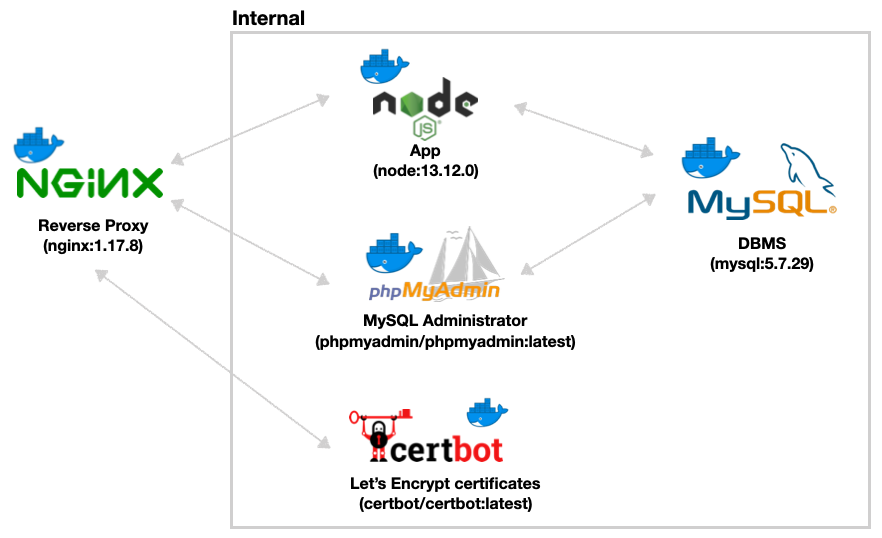 Internal
node
JS
App
(node:13.12.0)
NGINX
Reverse Proxy
(nginx:1.17.8)
MySQL®
DBMS
(mysql:5.7.29)
phpMyAdmin
MySQL Administrator
(phpmyadmin/phpmyadmin:latest)
certbot
Let’s Encrypt certificates
(certbot/certbot:latest)